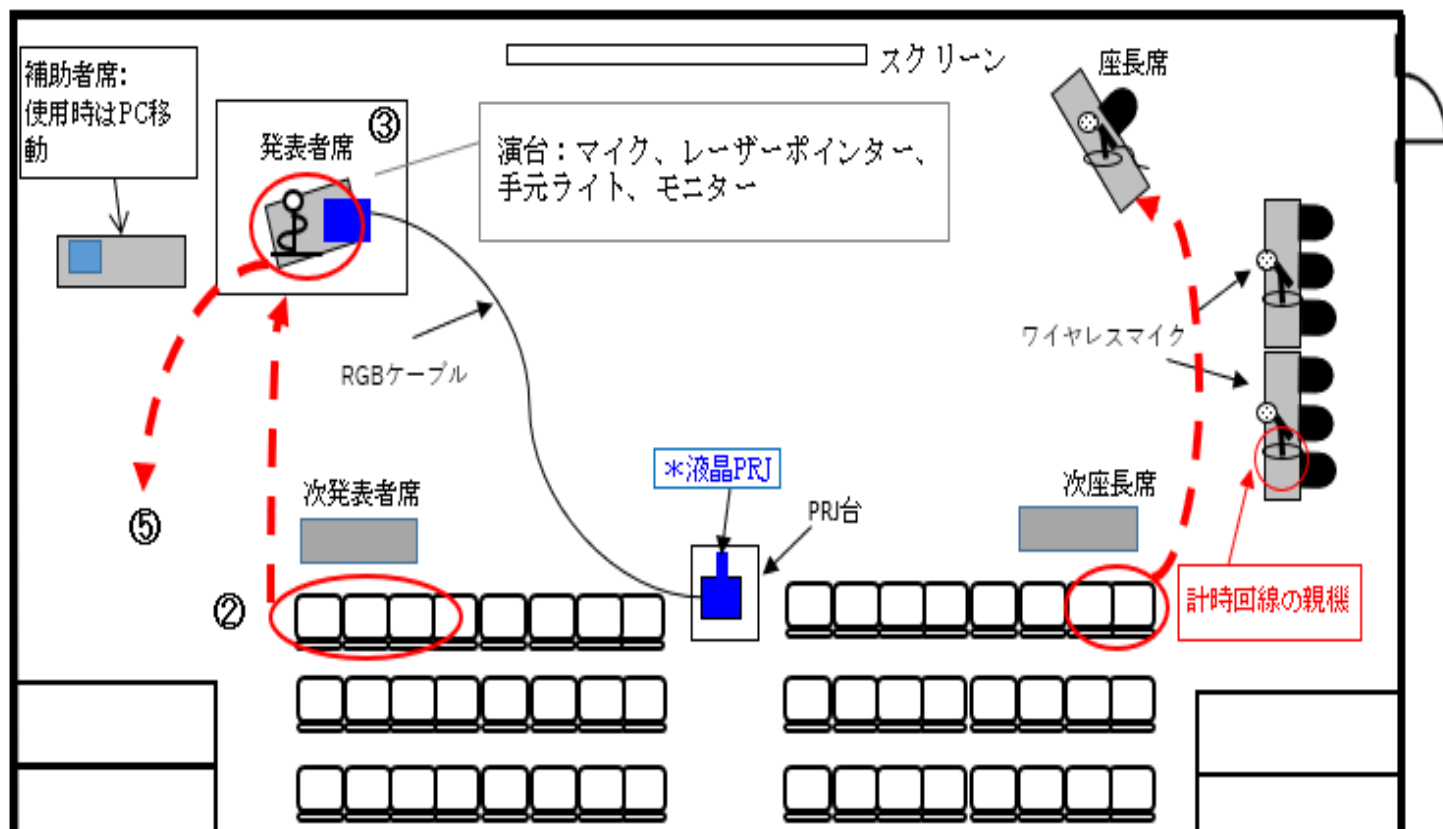 スクリーン
座長席
補助者席:
使用時はPC移
動
発表者席
③
演台：マイク、レーザーポインター、
手元ライト、モニター
ワイヤレスマイク
RGBケーブル
＊液晶PRJ
次発表者席
次座長席
PRJ台
⑤
②
計時回線の親機